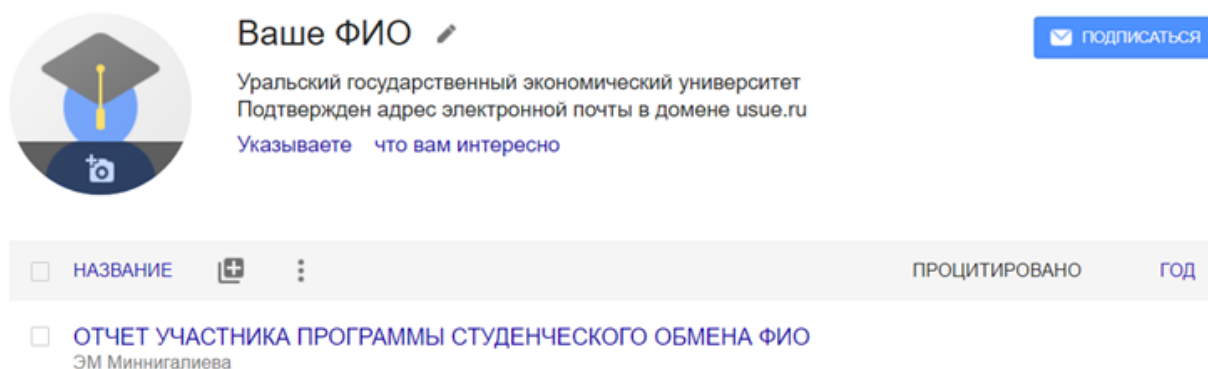 Ваше ФИО
ПОДПИСАТЬСЯ
Уральский государственный экономический университет
Подтвержден адрес электронной почты в домене usue.ru
Указываете что вам интересно
НАЗВАНИЕ ПРОЦИТИРОВАНО ГОД
ОТЧЕТ УЧАСТНИКА ПРОГРАММЫ СТУДЕНЧЕСКОГО ОБМЕНА ФИО
ЭМ Миннигалиева